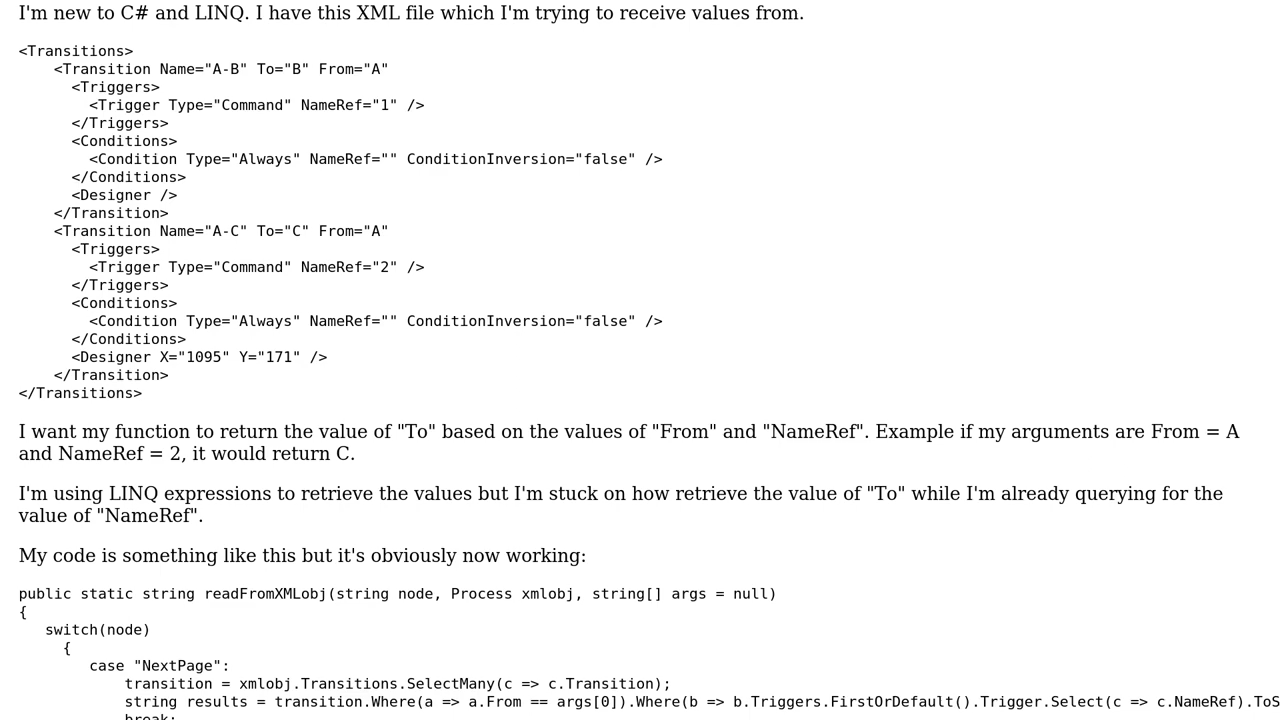 I'm new to C# and LINQ. I have this XML file which I'm trying to receive values from.
<Transitions>
    <Transition Name="A-B" To="B" From="A"
      <Triggers>
        <Trigger Type="Command" NameRef="1" />
      </Triggers>
      <Conditions>
        <Condition Type="Always" NameRef="" ConditionInversion="false" />
      </Conditions>
      <Designer />
    </Transition>
    <Transition Name="A-C" To="C" From="A"
      <Triggers>
        <Trigger Type="Command" NameRef="2" />
      </Triggers>
      <Conditions>
        <Condition Type="Always" NameRef="" ConditionInversion="false" />
      </Conditions>
      <Designer X="1095" Y="171" />
    </Transition>
</Transitions>
I want my function to return the value of "To" based on the values of "From" and "NameRef". Example if my arguments are From = A
and NameRef = 2, it would return C.
I'm using LINQ expressions to retrieve the values but I'm stuck on how retrieve the value of "To" while I'm already querying for the
value of "NameRef".
My code is something like this but it's obviously now working:
public static string readFromXMLobj(string node, Process xmlobj, string[] args = null)
{
   switch(node)
     {
        case "NextPage":
            transition = xmlobj.Transitions.SelectMany(c => c.Transition);
            string results = transition.Where(a => a.From == args[0]).Where(b => b.Triggers.FirstOrDefault().Trigger.Select(c => c.NameRef).ToS
            break;